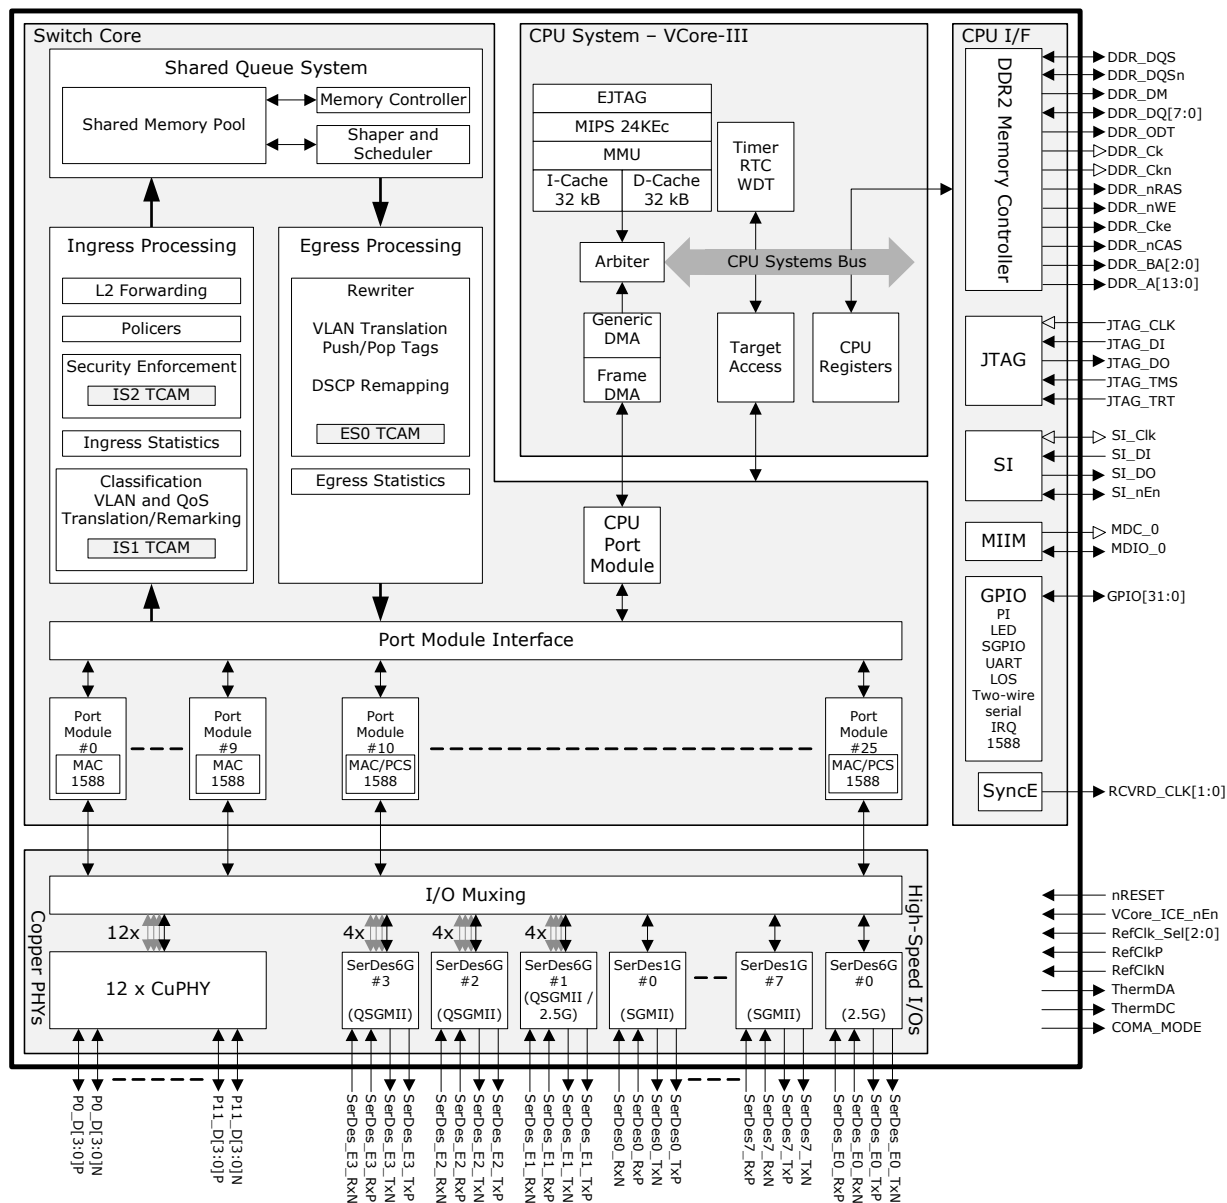 Switch Core
Shared Queue System
Shared Memory Pool
Memory Controller
Shaper and
Scheduler
Ingress Processing
L2 Forwarding
Policers
Security Enforcement
IS2 TCAM
Ingress Statistics
Classification
VLAN and QoS
Translation/Remarking
IS1 TCAM
Egress Processing
Rewriter
VLAN Translation
Push/Pop Tags
DSCP Remapping
ES0 TCAM
Egress Statistics
CPU System – VCore-III
EJTAG
MIPS 24KEc
MMU
I-Cache
32 kB
D-Cache
32 kB
Timer
RTC
WDT
Arbiter
CPU Systems Bus
Generic
DMA
Frame
DMA
Target
Access
CPU
Registers
CPU
Port
Module
Port Module Interface
Port
Module
#0
MAC
1588
Port
Module
#9
MAC
1588
Port
Module
#10
MAC/PCS
1588
Port
Module
#25
MAC/PCS
1588
CPU I/F
DDR2 Memory
Controller
DDR_DQS
DDR_DQSn
DDR_DM
DDR_DQ[7:0]
DDR_ODT
DDR_Ck
DDR_Ckn
DDR_nRAS
DDR_nWE
DDR_Cke
DDR_nCAS
DDR_BA[2:0]
DDR_A[13:0]
JTAG
JTAG_CLK
JTAG_DI
JTAG_DO
JTAG_TMS
JTAG_TRT
SI
SI_Clk
SI_DI
SI_DO
SI_nEn
MIIM
MDC_0
MDIO_0
GPIO
PI
LED
SGPIO
UART
LOS
Two-wire
serial
IRQ
1588
GPIO[31:0]
SyncE
RCVRD_CLK[1:0]
nRESET
VCore_ICE_nEn
RefClk_Sel[2:0]
RefClkP
RefClkN
ThermDA
ThermDC
COMA_MODE
I/O Muxing
Copper PHYs
High-Speed I/Os
12x
4x
4x
4x
12 x CuPHY
SerDes6G
#3
(QSGMII)
SerDes6G
#2
(QSGMII)
SerDes6G
#1
(QSGMII /
2.5G)
SerDes1G
#0
(SGMII)
SerDes1G
#7
(SGMII)
SerDes6G
#0
(2.5G)
P0_D[3:0]P
P0_D[3:0]N
P11_D[3:0]P
P11_D[3:0]N
SerDes_E3_RxN
SerDes_E3_RxP
SerDes_E3_TxN
SerDes_E3_TxP
SerDes_E2_RxN
SerDes_E2_RxP
SerDes_E2_TxN
SerDes_E2_TxP
SerDes_E1_RxN
SerDes_E1_RxP
SerDes_E1_TxN
SerDes_E1_TxP
SerDes0_RxN
SerDes0_RxP
SerDes0_TxN
SerDes0_TxP
SerDes7_RxP
SerDes7_RxN
SerDes7_TxP
SerDes7_TxN
SerDes_E0_RxP
SerDes_E0_RxN
SerDes_E0_TxP
SerDes_E0_TxN